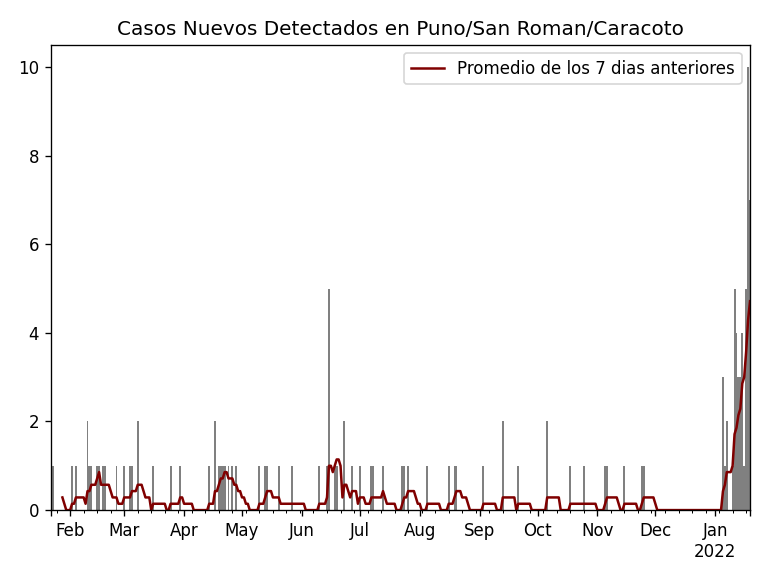 Casos Nuevos Detectados en Puno/San Roman/Caracoto
Promedio de los 7 dias anteriores
10
8
6
4
2
0
Feb Mar Apr May Jun Jul Aug Sep Oct Nov Dec Jan
2022